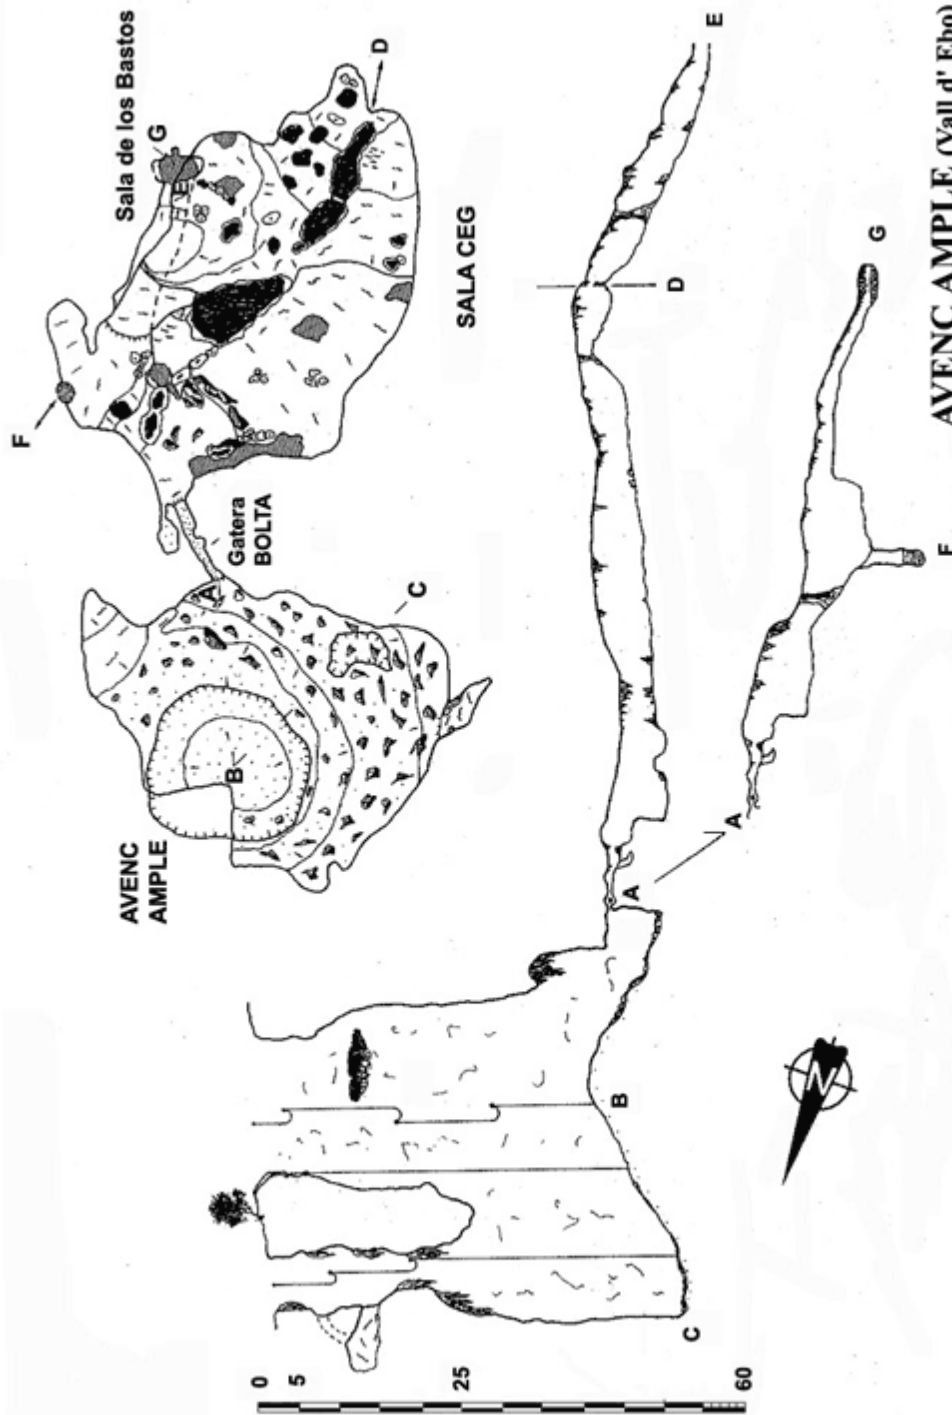 Sala de los Bastos
G
E
F
D
SALA CEG
Gatera
BOLTA
A
C
B
AVENC
AMPLE
E
D
G
F
A
A
B
C
N
0
5
25
60
AVENC AMPLE (Vall d' Ebo)